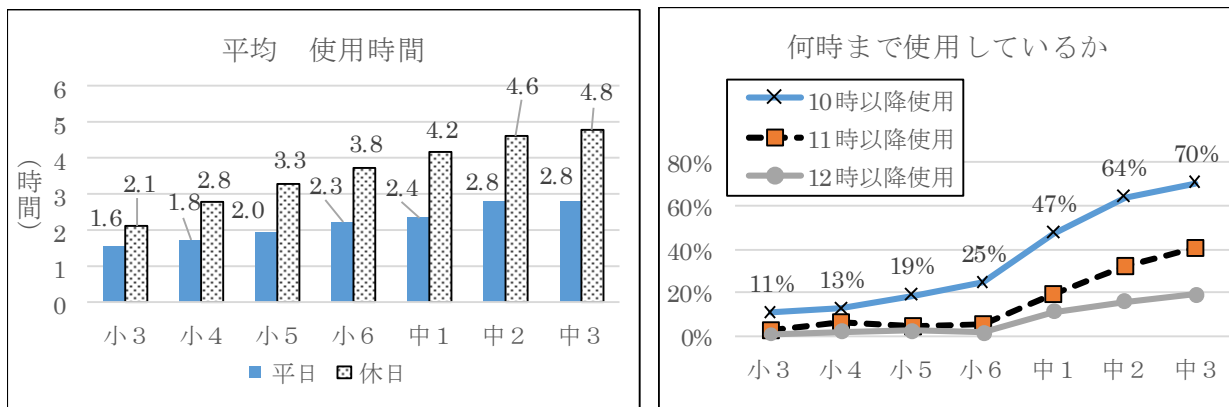 平均　使用時間
6
5
4
3
2
1
0
(時間)
1.6
2.1
1.8
2.8
2.0
3.3
2.3
3.8
2.4
4.2
2.8
4.6
2.8
4.8
小３
小４
小５
小６
中１
中２
中３
平日
休日
何時まで使用しているか
10時以降使用
11時以降使用
12時以降使用
80%
60%
40%
20%
0%
11%
13%
19%
25%
47%
64%
70%
小３
小４
小５
小６
中１
中２
中３